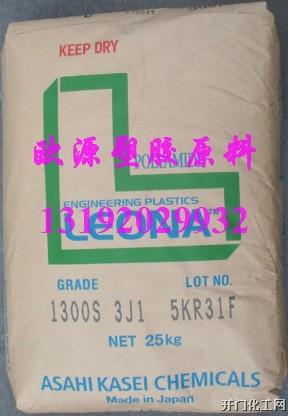 KEEP DRY
POLYAMIDE
欧源塑胶原料
ENGINEERING PLASTICS
13192029932
LEONA™
GRADE LOT NO.
1300S 3J1 5KR31F
NET 25kg
ASAHI KASEI CHEMICALS
Made in Japan
开门化工网